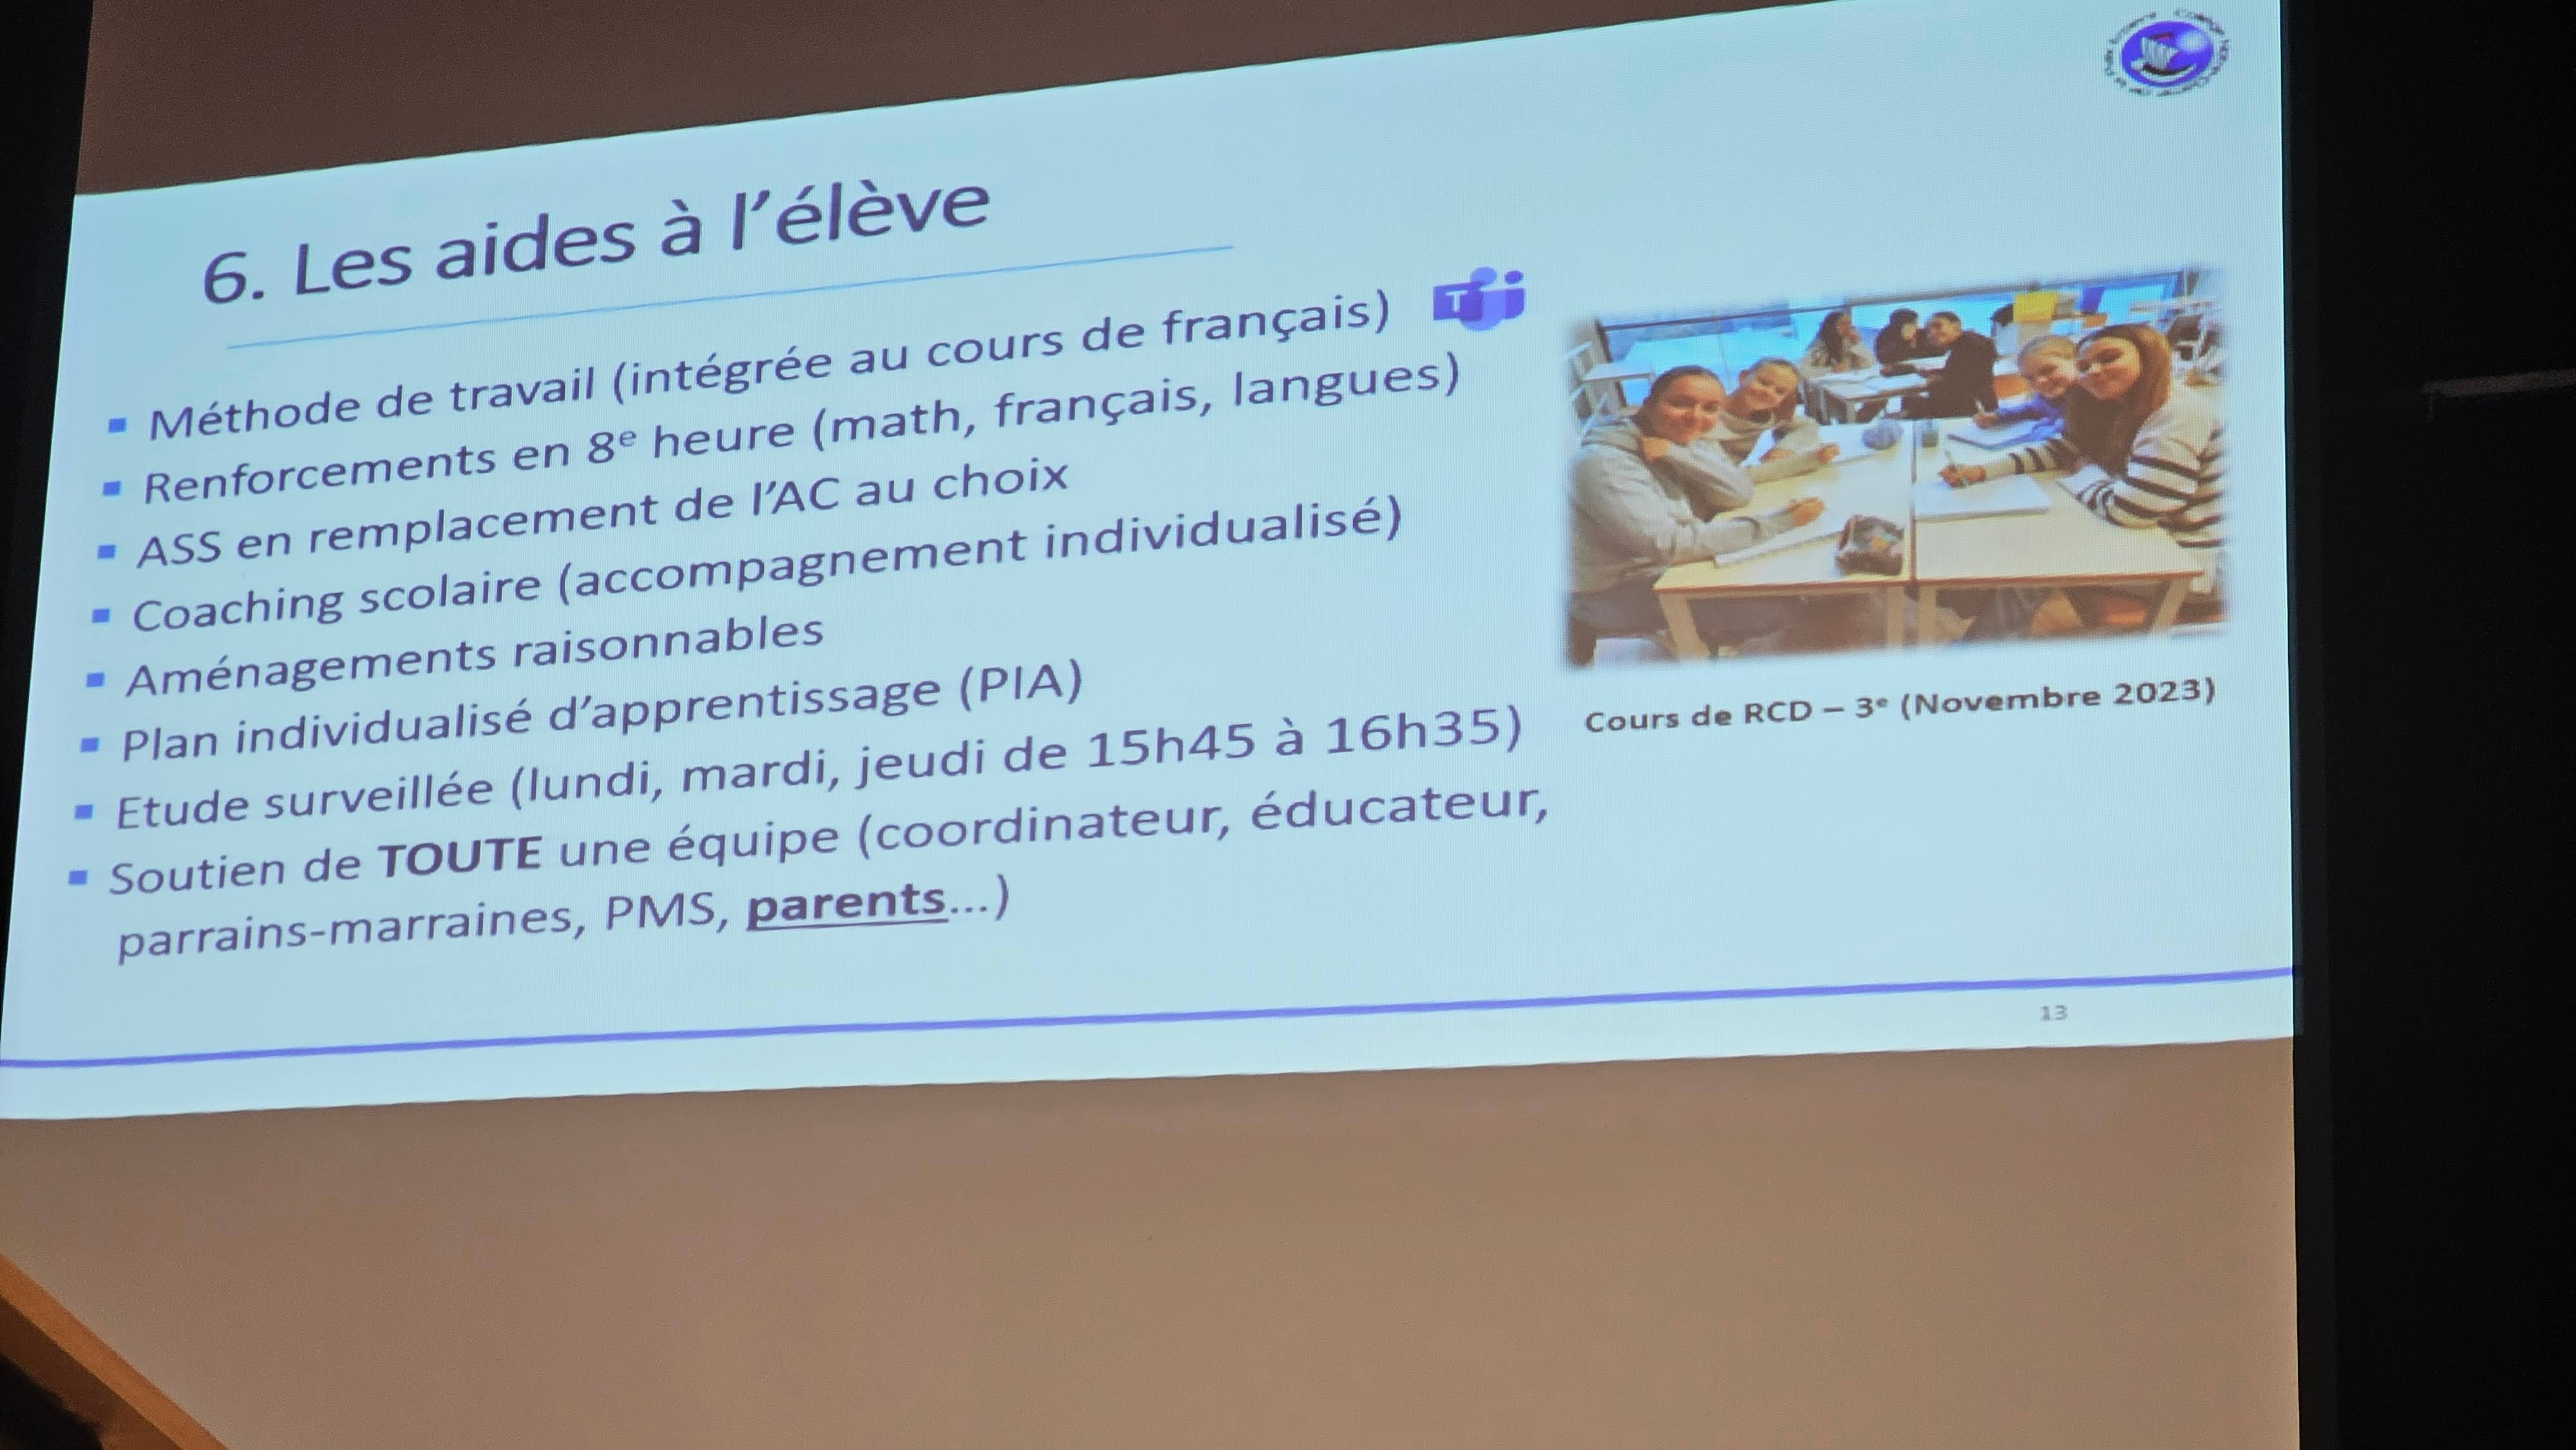 6. Les aides à l'élève
▪ Méthode de travail (intégrée au cours de français)
▪ Renforcements en 8e heure (math, français, langues)
▪ ASS en remplacement de l'AC au choix
▪ Coaching scolaire (accompagnement individualisé)
▪ Aménagements raisonnables
▪ Plan individualisé d'apprentissage (PIA)
▪ Etude surveillée (lundi, mardi, jeudi de 15h45 à 16h35)
▪ Soutien de TOUTE une équipe (coordinateur, éducateur,
parrains-marraines, PMS, parents...)
T
Cours de RCD – 3e (Novembre 2023)
13